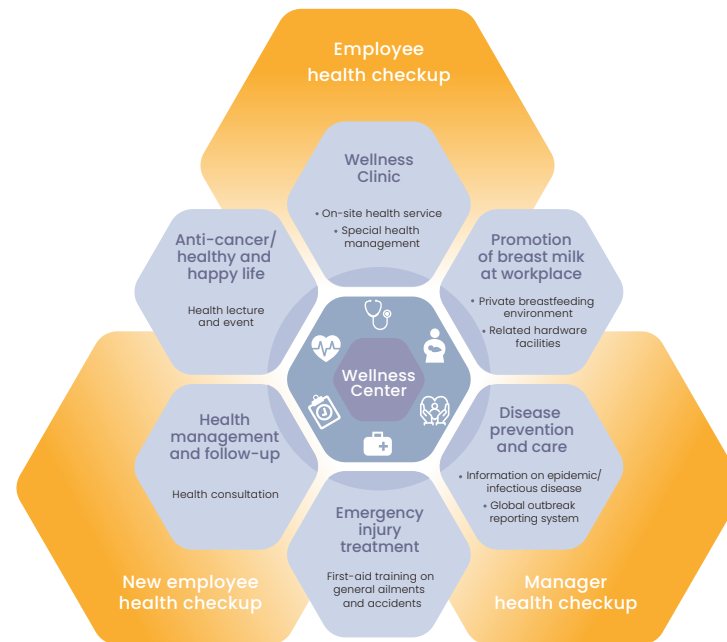 Employee
health checkup
Wellness
Clinic
• On-site health service
• Special health
management
Anti-cancer/
healthy and
happy life
Health lecture
and event
Promotion
of breast milk
at workplace
• Private breastfeeding
environment
• Related hardware
facilities
Wellness
Center
Health
management
and follow-up
Health consultation
Disease
prevention
and care
• Information on epidemic/
infectious disease
• Global outbreak
reporting system
Emergency
injury
treatment
First-aid training on
general ailments
and accidents
New employee
health checkup
Manager
health checkup